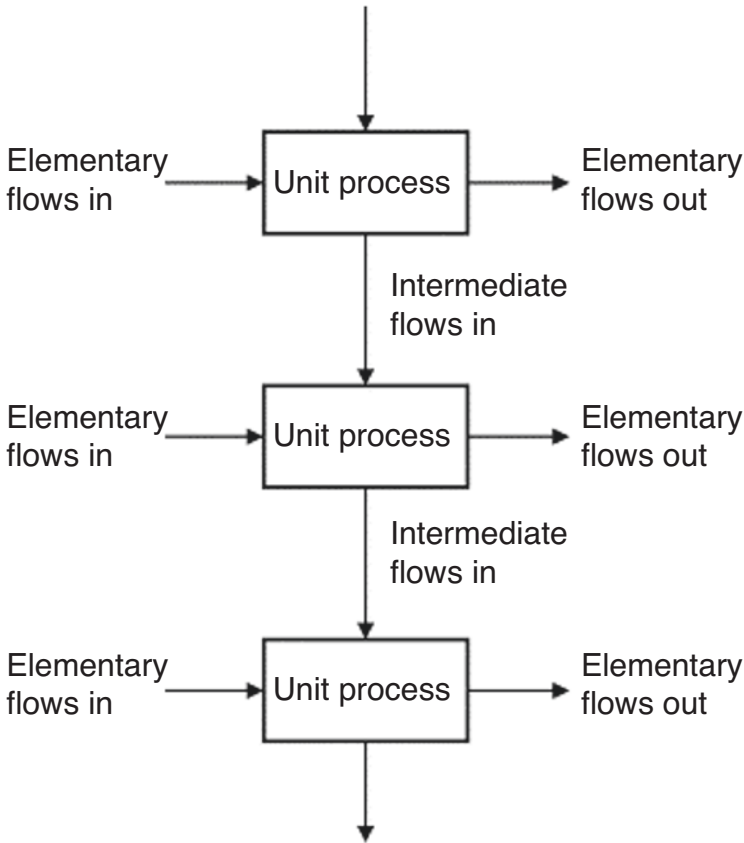 Elementary
flows in
Unit process
Elementary
flows out
Intermediate
flows in
Elementary
flows in
Unit process
Elementary
flows out
Intermediate
flows in
Elementary
flows in
Unit process
Elementary
flows out